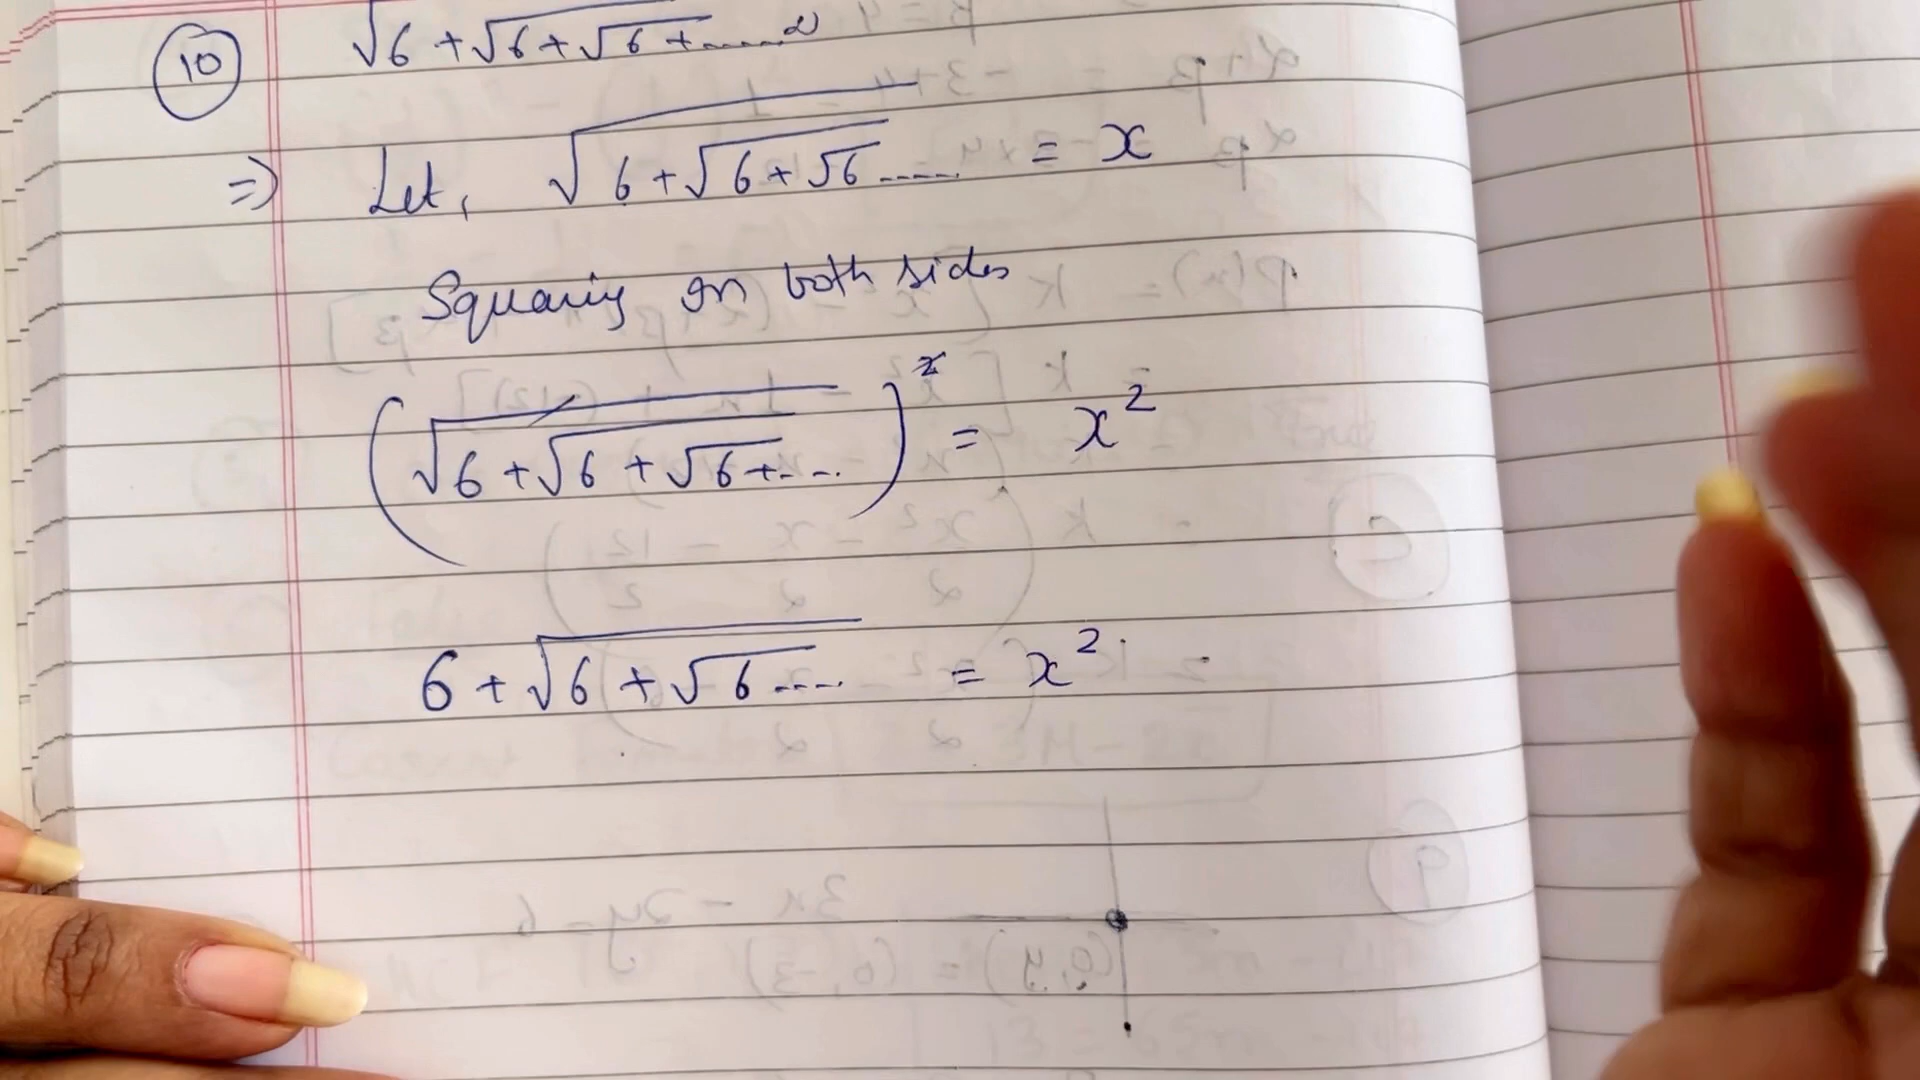 10 √6 + √6 + √6 + ...... ∞
⇒ Let, √6 + √6 + √6 ...... = x
Squaring on both sides
(√6 + √6 + √6 + ....)² = x²
6 + √6 + √6 ..... = x²